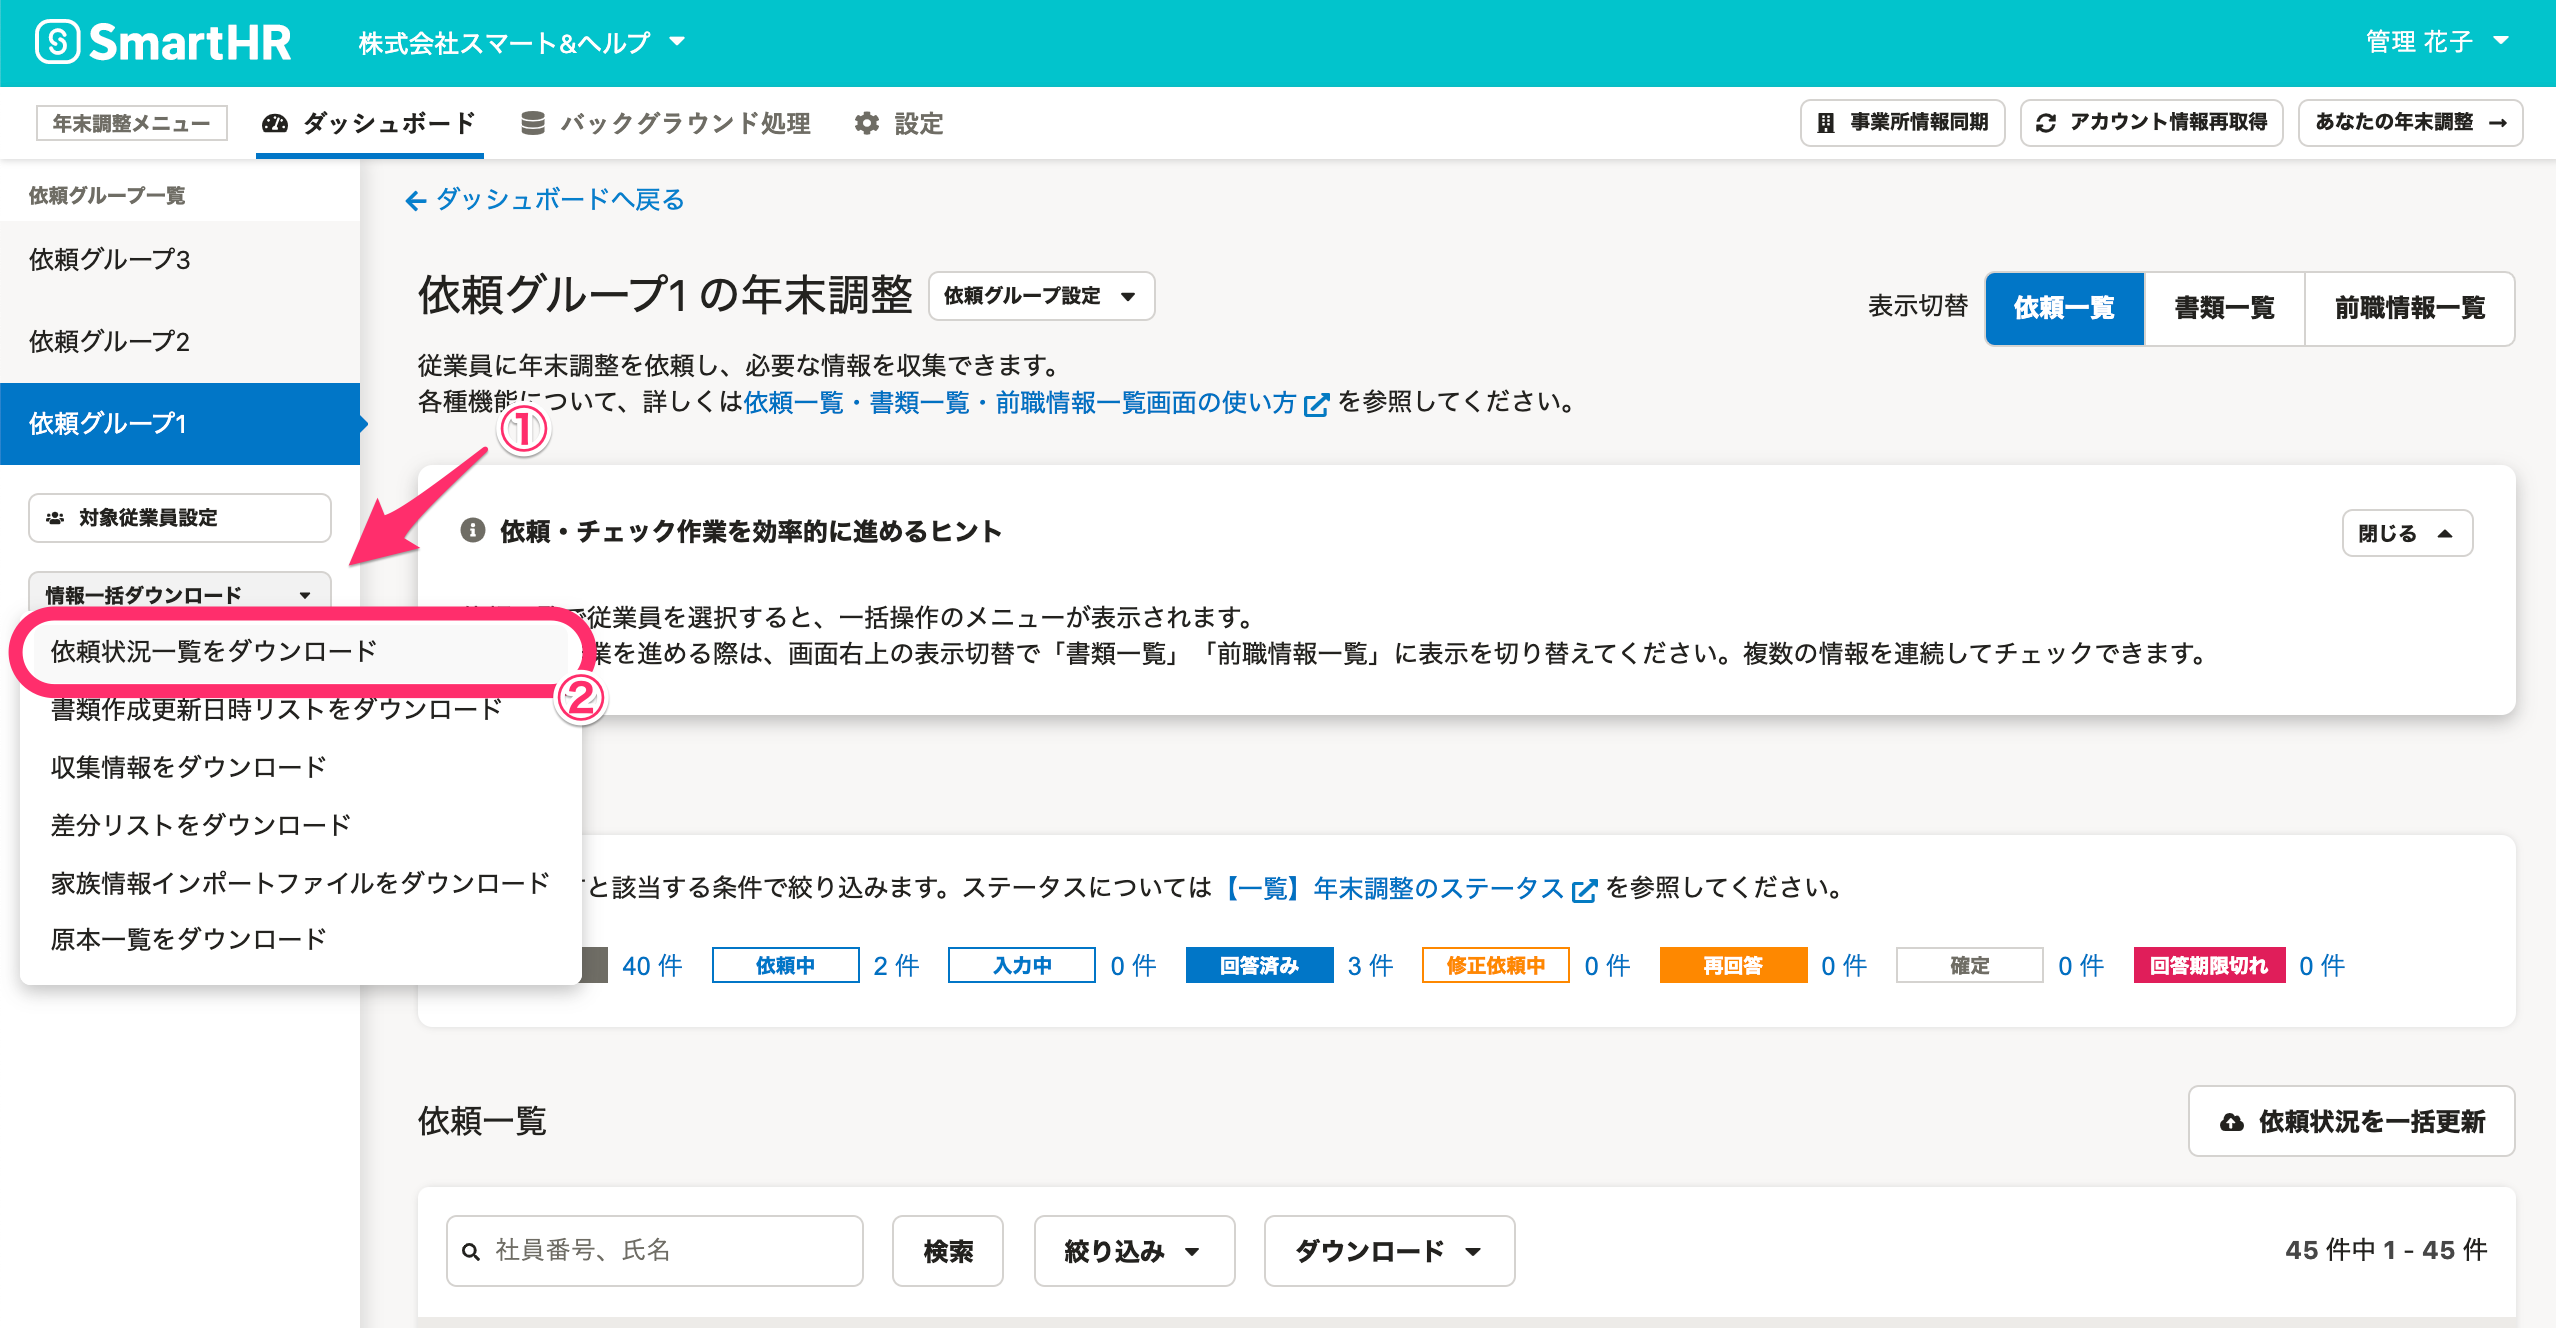 SmartHR 株式会社スマート&ヘルプ 管理 花子
年末調整メニュー ダッシュボード バックグラウンド処理 設定 事業所情報同期 アカウント情報再取得 あなたの年末調整 →
依頼グループ一覧
依頼グループ3
依頼グループ2
依頼グループ1
対象従業員設定
情報一括ダウンロード
依頼状況一覧をダウンロード
書類作成更新日時リストをダウンロード
収集情報をダウンロード
差分リストをダウンロード
家族情報インポートファイルをダウンロード
原本一覧をダウンロード
①
②
← ダッシュボードへ戻る
依頼グループ1 の年末調整 依頼グループ設定
表示切替 依頼一覧 書類一覧 前職情報一覧
従業員に年末調整を依頼し、必要な情報を収集できます。
各種機能について、詳しくは依頼一覧・書類一覧・前職情報一覧画面の使い方 を参照してください。
依頼・チェック作業を効率的に進めるヒント 閉じる
で従業員を選択すると、一括操作のメニューが表示されます。
業を進める際は、画面右上の表示切替で「書類一覧」「前職情報一覧」に表示を切り替えてください。複数の情報を連続してチェックできます。
と該当する条件で絞り込みます。ステータスについては【一覧】年末調整のステータス を参照してください。
40 件 依頼中 2 件 入力中 0 件 回答済み 3 件 修正依頼中 0 件 再回答 0 件 確定 0 件 回答期限切れ 0 件
依頼一覧 依頼状況を一括更新
社員番号、氏名 検索 絞り込み ダウンロード 45 件中 1 - 45 件